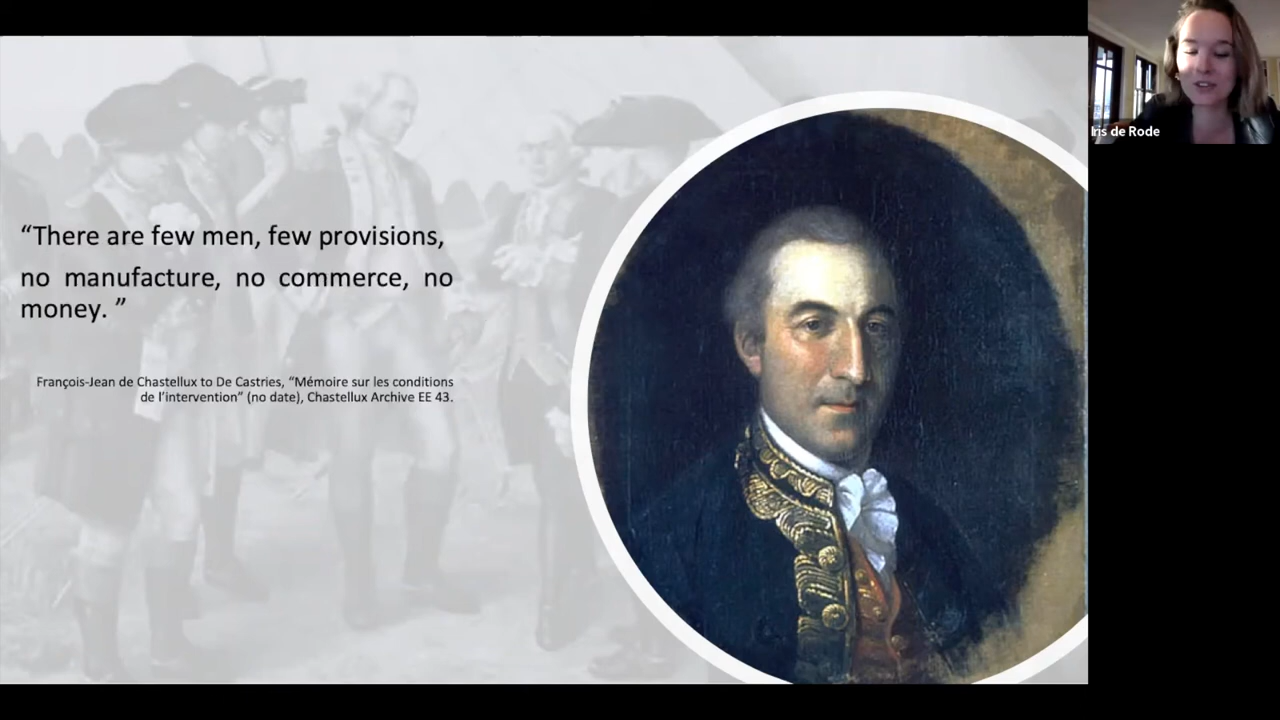 “There are few men, few provisions,
no manufacture, no commerce, no
money. ”
François-Jean de Chastellux to De Castries, “Mémoire sur les conditions
de l’intervention” (no date), Chastellux Archive EE 43.
Iris de Rode